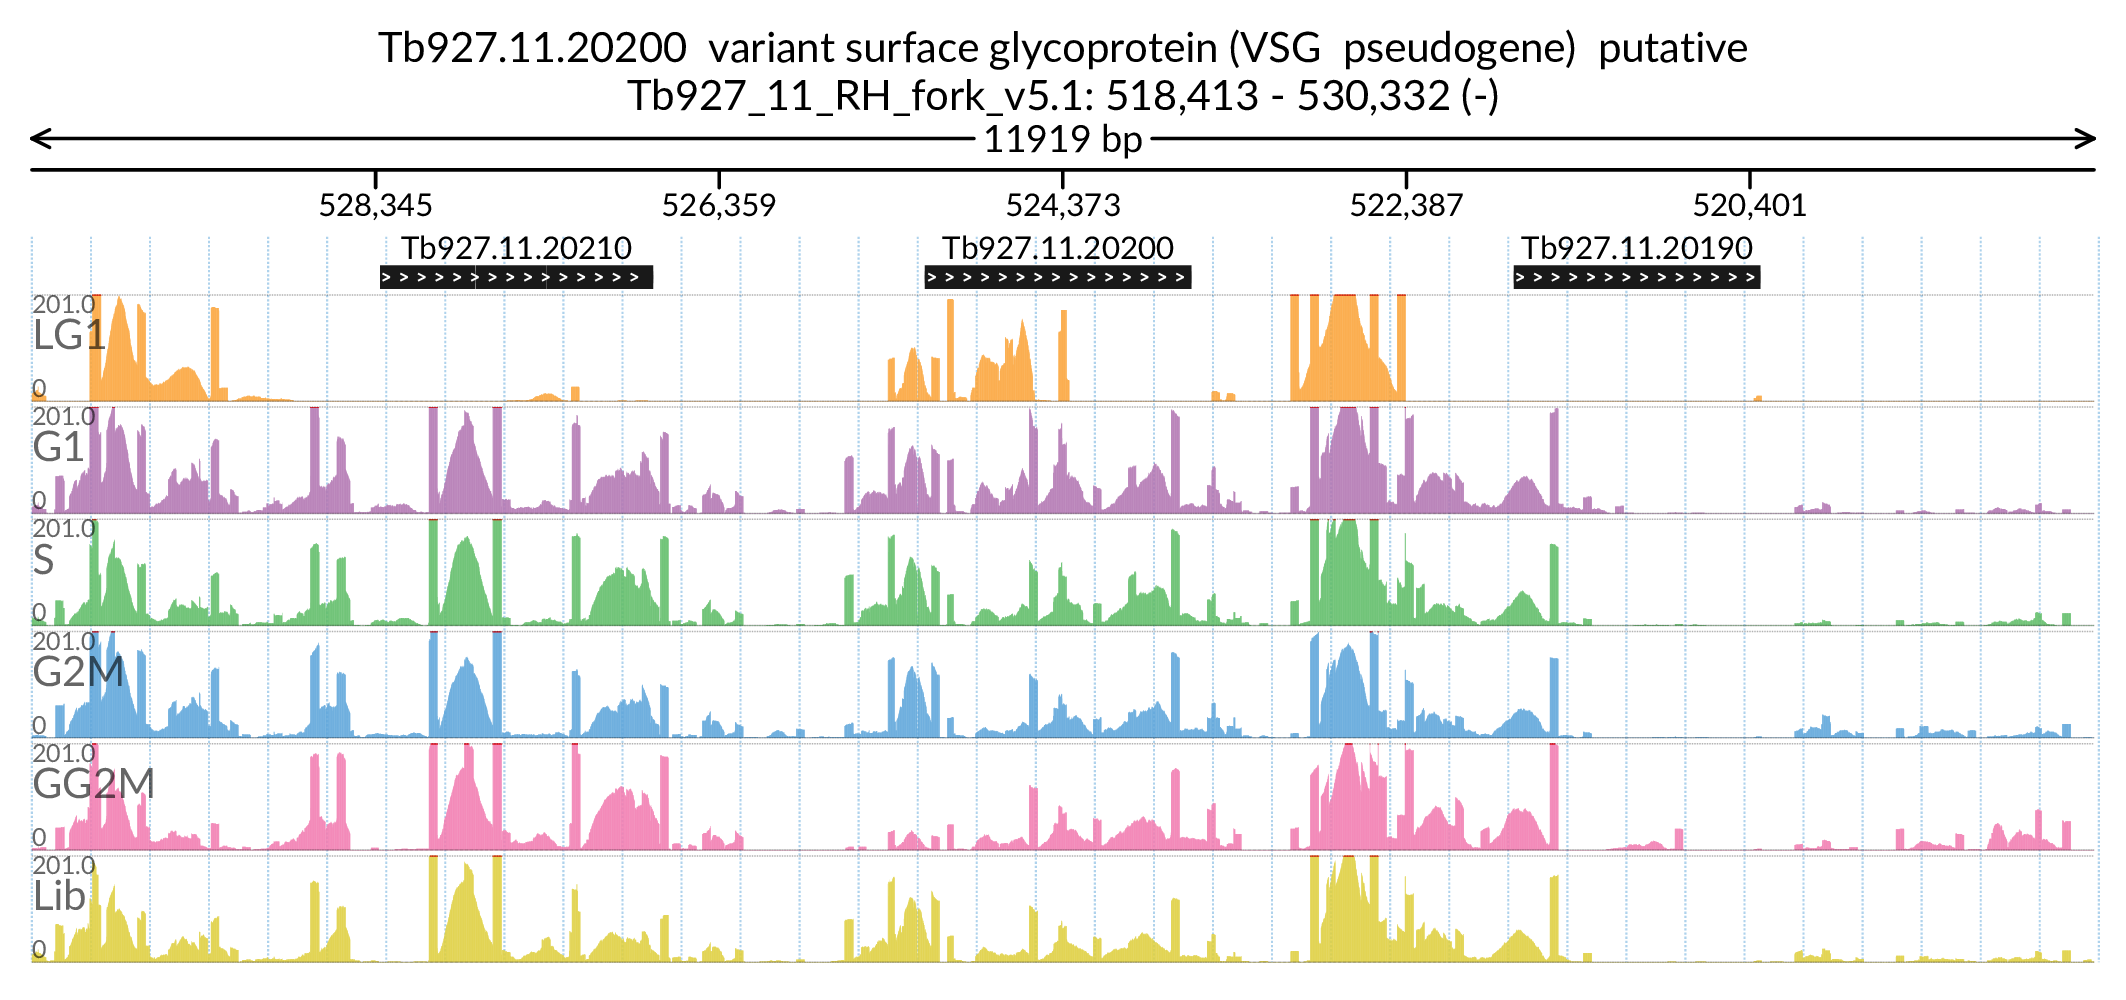 Tb927.11.20200 variant surface glycoprotein (VSG pseudogene) putative
Tb927_11_RH_fork_v5.1: 518,413 - 530,332 (-)
11919 bp
528,345 526,359 524,373 522,387 520,401
Tb927.11.20210 Tb927.11.20200 Tb927.11.20190
201.0
LG1
0
201.0
G1
0
201.0
S
0
201.0
G2M
0
201.0
GG2M
0
201.0
Lib
0